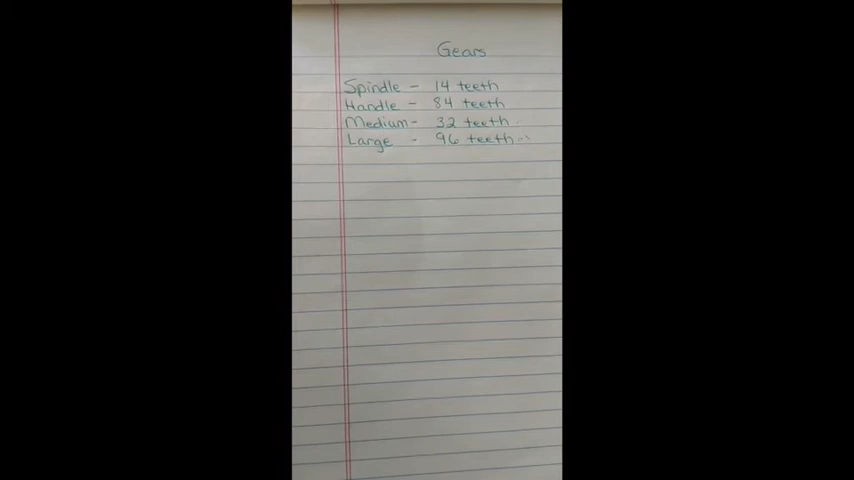 Gears
Spindle - 14 teeth
Handle - 84 teeth
Medium - 32 teeth
Large - 96 teeth